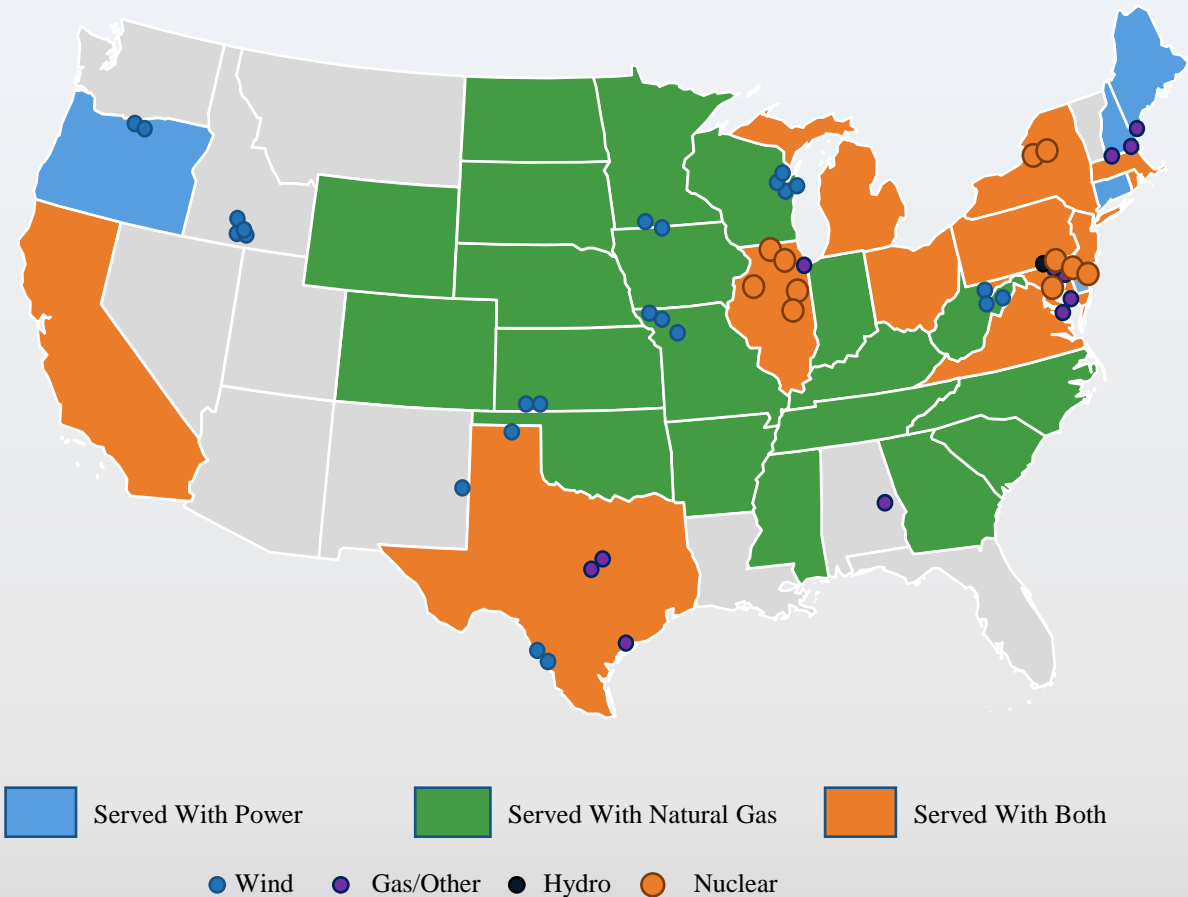 Served With Power Served With Natural Gas Served With Both
Wind Gas/Other Hydro Nuclear